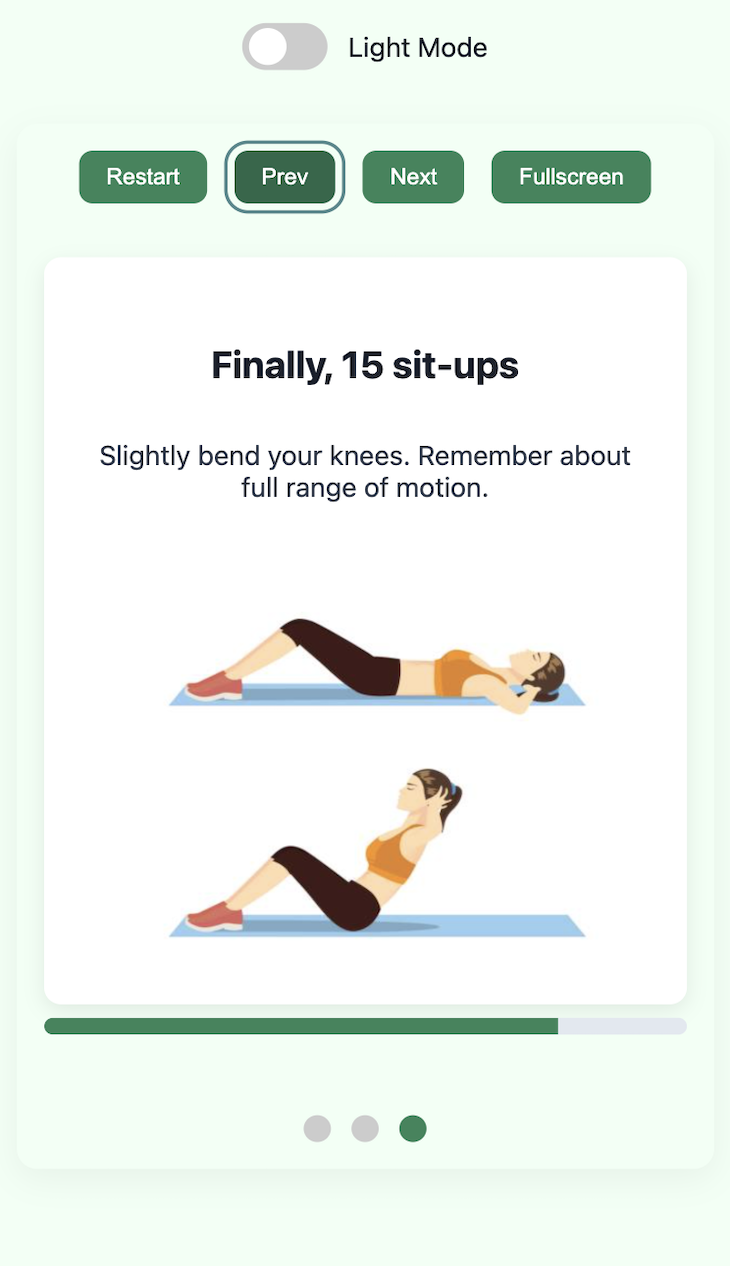 Light Mode
Restart Prev Next Fullscreen
Finally, 15 sit-ups
Slightly bend your knees. Remember about
full range of motion.